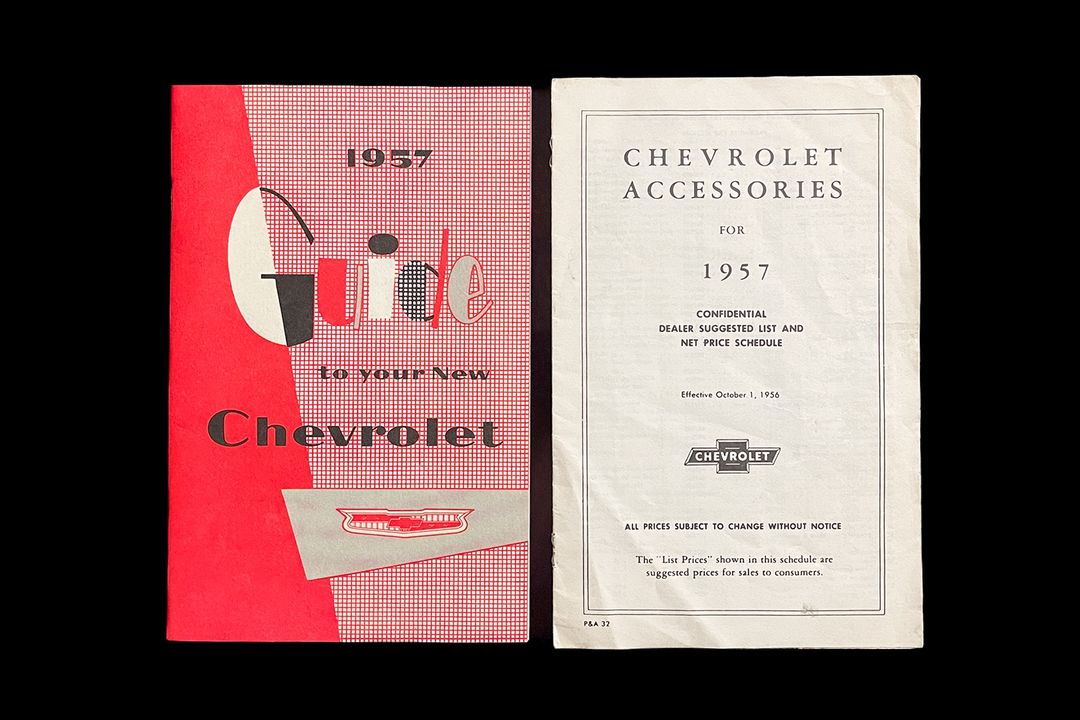 1957
Guide
to your New
Chevrolet
CHEVROLET
ACCESSORIES
FOR
1957
CONFIDENTIAL
DEALER SUGGESTED LIST AND
NET PRICE SCHEDULE
Effective October 1, 1956
CHEVROLET
ALL PRICES SUBJECT TO CHANGE WITHOUT NOTICE
The "List Prices" shown in this schedule are
suggested prices for sales to consumers.
P&A 32